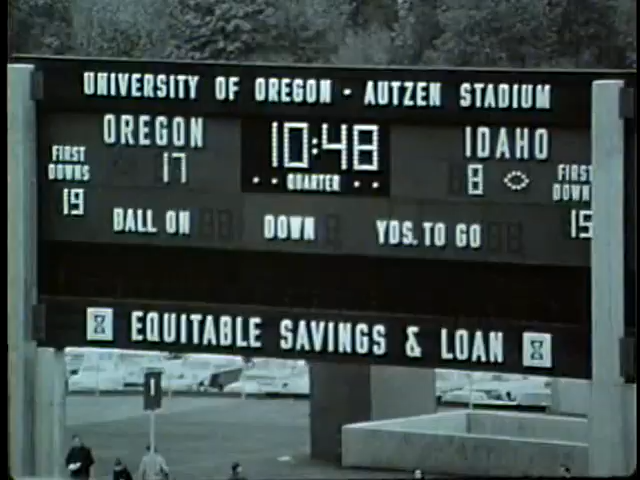 UNIVERSITY OF OREGON - AUTZEN STADIUM
OREGON 10:48 IDAHO
17 QUARTER 8
FIRST DOWNS
19
FIRST DOWN
15
BALL ON DOWN YDS. TO GO
EQUITABLE SAVINGS & LOAN
1